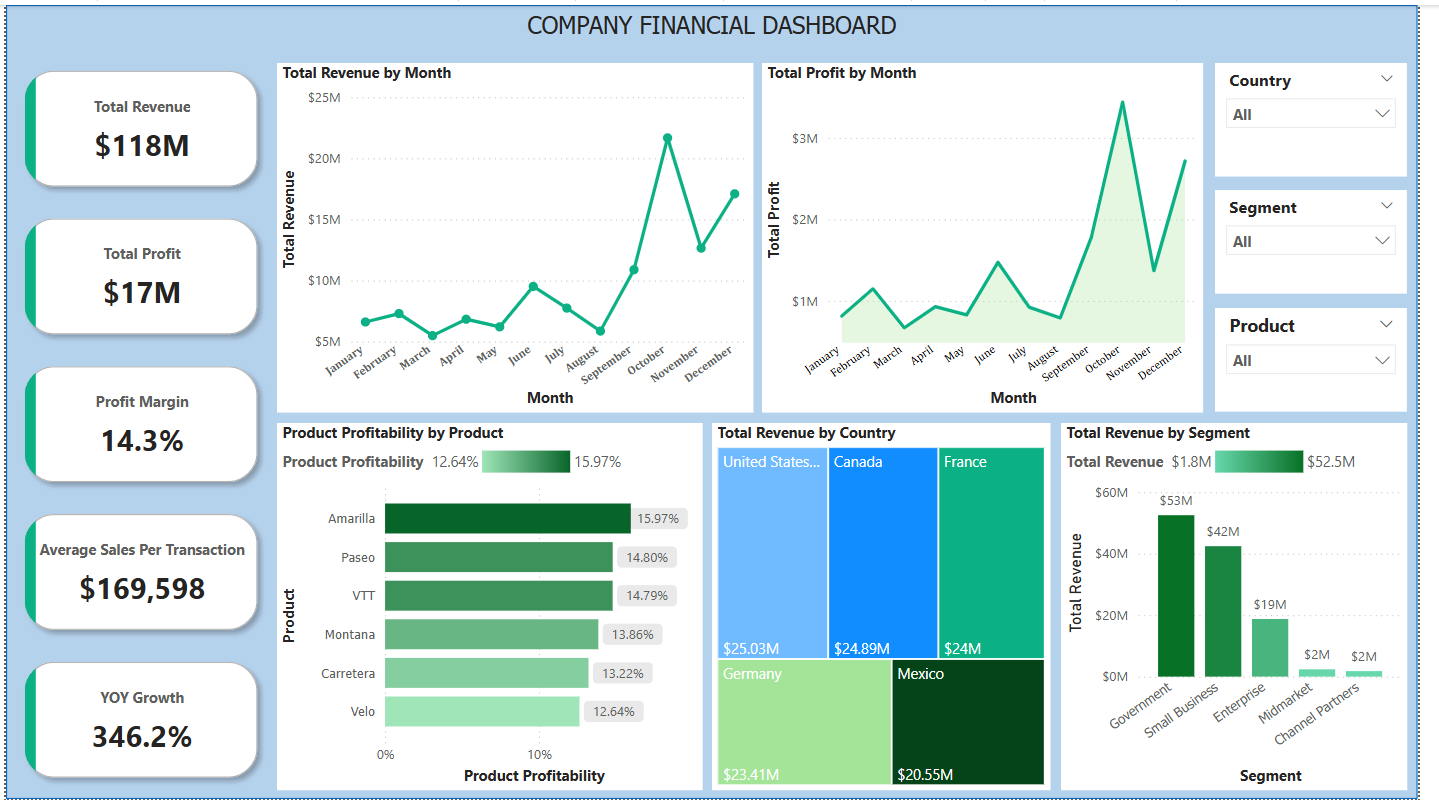 COMPANY FINANCIAL DASHBOARD
Total Revenue
$118M
Total Profit
$17M
Profit Margin
14.3%
Average Sales Per Transaction
$169,598
YOY Growth
346.2%
Total Revenue by Month
Total Revenue
$25M
$20M
$15M
$10M
$5M
January
February
March
April
May
June
July
August
September
October
November
December
Month
Total Profit by Month
Total Profit
$3M
$2M
$1M
January
February
March
April
May
June
July
August
September
October
November
December
Month
Country
All
Segment
All
Product
All
Product Profitability by Product
Product Profitability 12.64% 15.97%
Product
Amarilla 15.97%
Paseo 14.80%
VTT 14.79%
Montana 13.86%
Carretera 13.22%
Velo 12.64%
0% 10%
Product Profitability
Total Revenue by Country
United States...
$25.03M
Canada
$24.89M
France
$24M
Germany
$23.41M
Mexico
$20.55M
Total Revenue by Segment
Total Revenue $1.8M $52.5M
Total Revenue
$60M
$40M
$20M
$0M
$53M
$42M
$19M
$2M
$2M
Government
Small Business
Enterprise
Midmarket
Channel Partners
Segment